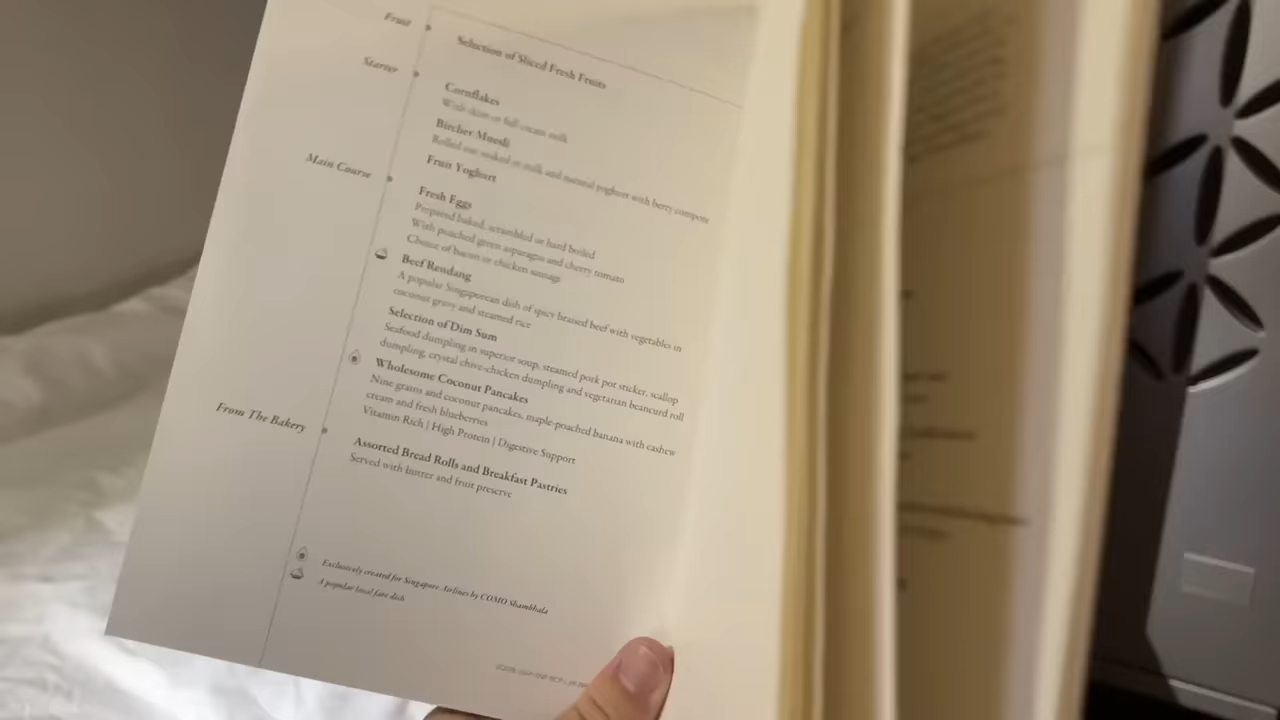 Fruit
Selection of Sliced Fresh Fruits
Starter
Cornflakes
With skim or full cream milk
Bircher Muesli
Rolled oats soaked in milk and natural yoghurt with berry compote
Fruit Yoghurt
Main Course
Fresh Eggs
Prepared baked, scrambled or hard boiled
With poached green asparagus and cherry tomato
Choice of bacon or chicken sausage
Beef Rendang
A popular Singaporean dish of spicy braised beef with vegetables in
coconut gravy and steamed rice
Selection of Dim Sum
Seafood dumpling in superior soup, steamed pork pot sticker, scallop
dumpling, crystal chive-chicken dumpling and vegetarian beancurd roll
Wholesome Coconut Pancakes
Nine grains and coconut pancakes, maple-poached banana with cashew
cream and fresh blueberries
Vitamin Rich | High Protein | Digestive Support
From The Bakery
Assorted Bread Rolls and Breakfast Pastries
Served with butter and fruit preserve
Exclusively created for Singapore Airlines by COMO Shambhala
A popular local fare dish